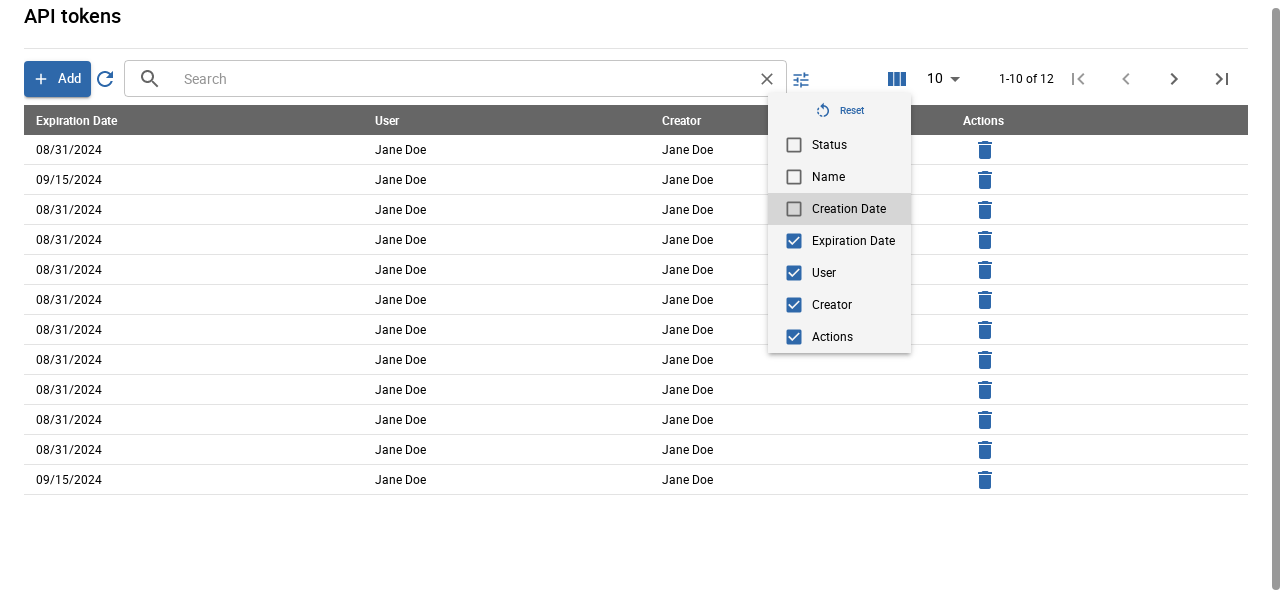 API tokens
Add
Search
10
1-10 of 12
Expiration Date User Creator Actions
Reset
Status
Name
Creation Date
Expiration Date
User
Creator
Actions
08/31/2024 Jane Doe Jane Doe
09/15/2024 Jane Doe Jane Doe
08/31/2024 Jane Doe Jane Doe
08/31/2024 Jane Doe Jane Doe
08/31/2024 Jane Doe Jane Doe
08/31/2024 Jane Doe Jane Doe
08/31/2024 Jane Doe Jane Doe
08/31/2024 Jane Doe Jane Doe
08/31/2024 Jane Doe Jane Doe
08/31/2024 Jane Doe Jane Doe
08/31/2024 Jane Doe Jane Doe
09/15/2024 Jane Doe Jane Doe